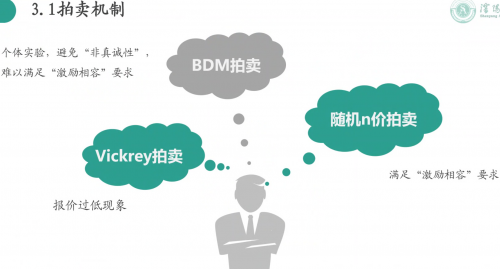 3.1拍卖机制
个体实验，避免“非真诚性”，
难以满足“激励相容”要求
BDM拍卖
随机n价拍卖
Vickrey拍卖
满足“激励相容”要求
报价过低现象